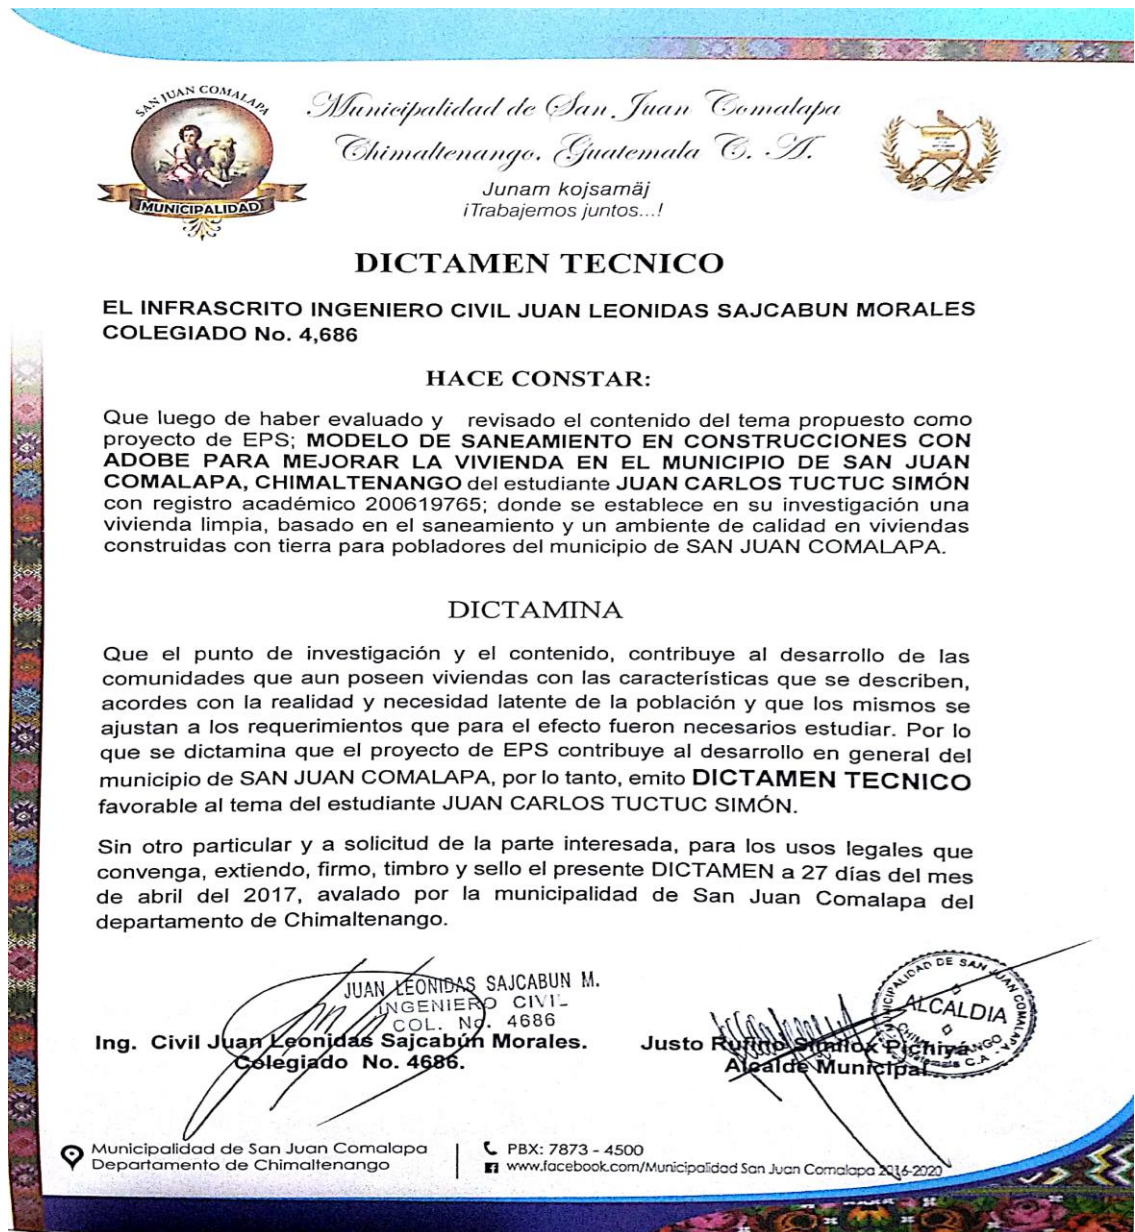 SAN JUAN COMALAPA
MUNICIPALIDAD
Municipalidad de San Juan Comalapa
Chimaltenango, Guatemala C. A.
Junam kojsamäj
¡Trabajemos juntos...!
DICTAMEN TECNICO
EL INFRASCRITO INGENIERO CIVIL JUAN LEONIDAS SAJCABUN MORALES
COLEGIADO No. 4,686
HACE CONSTAR:
Que luego de haber evaluado y revisado el contenido del tema propuesto como
proyecto de EPS; MODELO DE SANEAMIENTO EN CONSTRUCCIONES CON
ADOBE PARA MEJORAR LA VIVIENDA EN EL MUNICIPIO DE SAN JUAN
COMALAPA, CHIMALTENANGO del estudiante JUAN CARLOS TUCTUC SIMÓN
con registro académico 200619765; donde se establece en su investigación una
vivienda limpia, basado en el saneamiento y un ambiente de calidad en viviendas
construidas con tierra para pobladores del municipio de SAN JUAN COMALAPA.
DICTAMINA
Que el punto de investigación y el contenido, contribuye al desarrollo de las
comunidades que aun poseen viviendas con las características que se describen,
acordes con la realidad y necesidad latente de la población y que los mismos se
ajustan a los requerimientos que para el efecto fueron necesarios estudiar. Por lo
que se dictamina que el proyecto de EPS contribuye al desarrollo en general del
municipio de SAN JUAN COMALAPA, por lo tanto, emito DICTAMEN TECNICO
favorable al tema del estudiante JUAN CARLOS TUCTUC SIMÓN.
Sin otro particular y a solicitud de la parte interesada, para los usos legales que
convenga, extiendo, firmo, timbro y sello el presente DICTAMEN a 27 días del mes
de abril del 2017, avalado por la municipalidad de San Juan Comalapa del
departamento de Chimaltenango.
JUAN LEONIDAS SAJCABUN M.
INGENIERO CIVIL
COL. No. 4686
Ing. Civil Juan Leonidas Sajcabún Morales.
Colegiado No. 4686.
MUNICIPALIDAD DE SAN JUAN COMALAPA
ALCALDIA
Guatemala C.A.
Justo Rufino Similox Pichiyá
Alcalde Municipal
Municipalidad de San Juan Comalapa
Departamento de Chimaltenango
PBX: 7873 - 4500
www.facebook.com/Municipalidad San Juan Comalapa 2016-2020